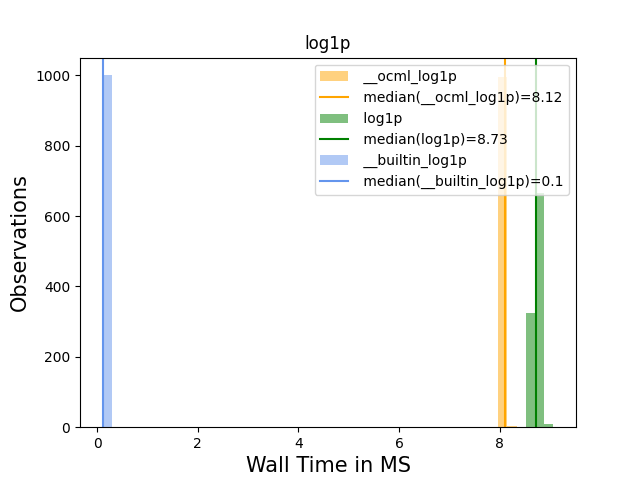 log1p
1000
800
600
400
200
0
Observations
__ocml_log1p
median(__ocml_log1p)=8.12
log1p
median(log1p)=8.73
__builtin_log1p
median(__builtin_log1p)=0.1
0 2 4 6 8
Wall Time in MS